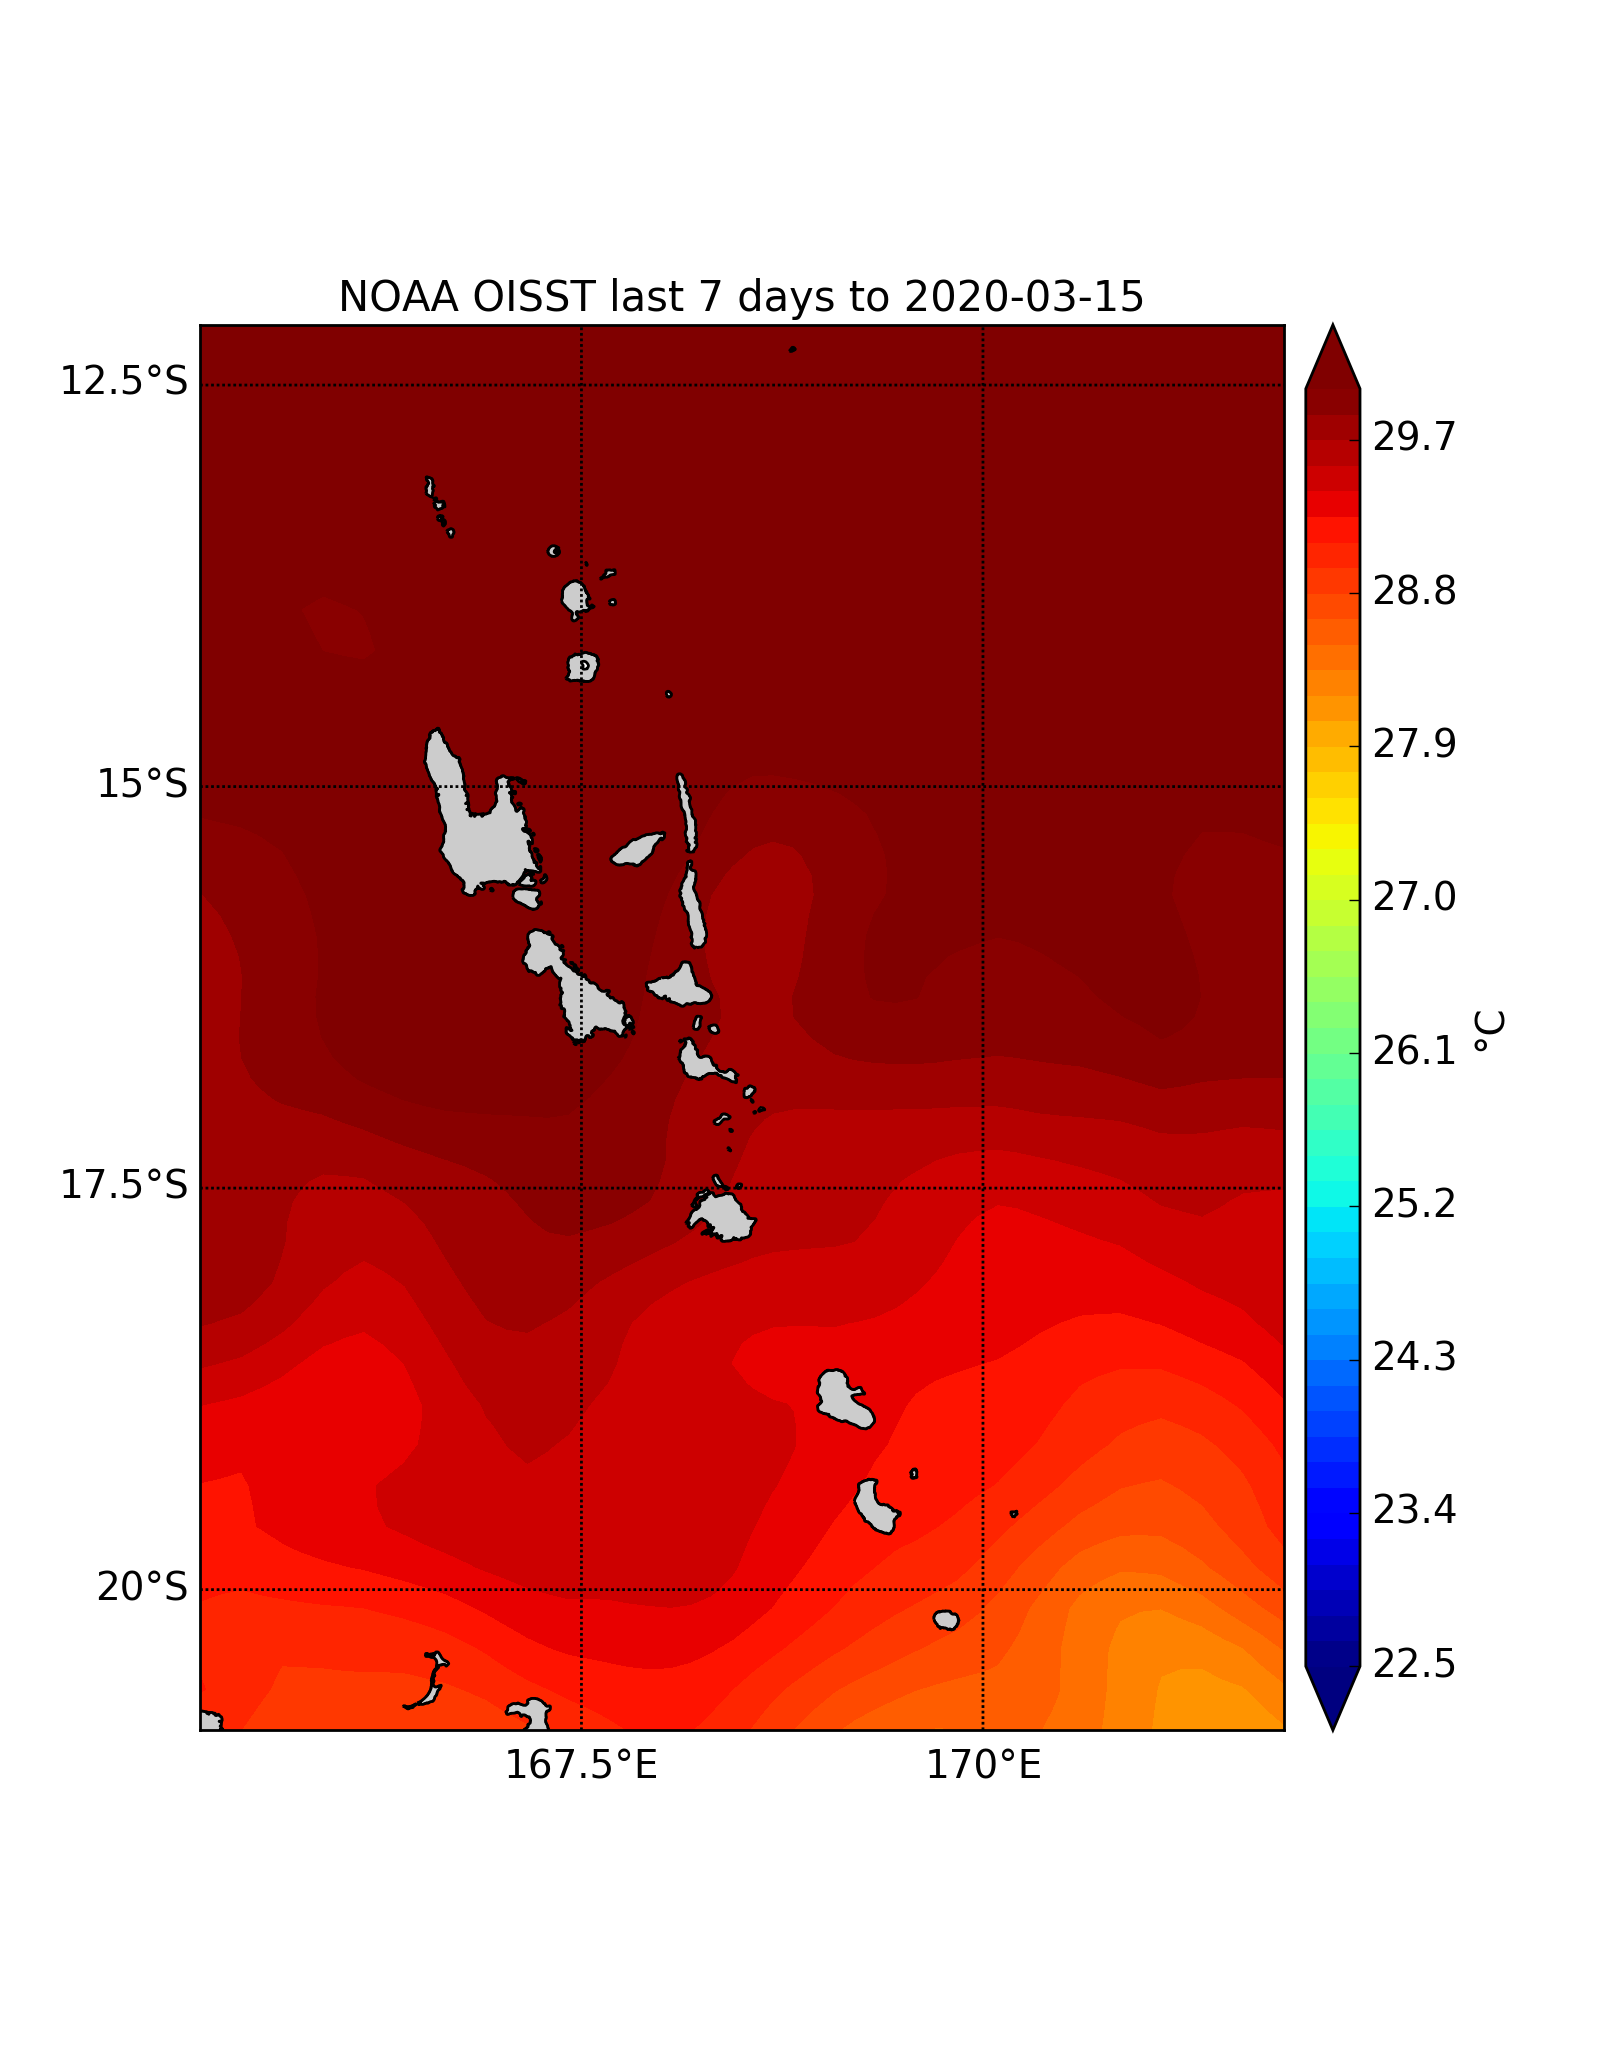 NOAA OISST last 7 days to 2020-03-15
12.5°S
15°S
17.5°S
20°S
167.5°E
170°E
29.7
28.8
27.9
27.0
26.1
25.2
24.3
23.4
22.5
°C